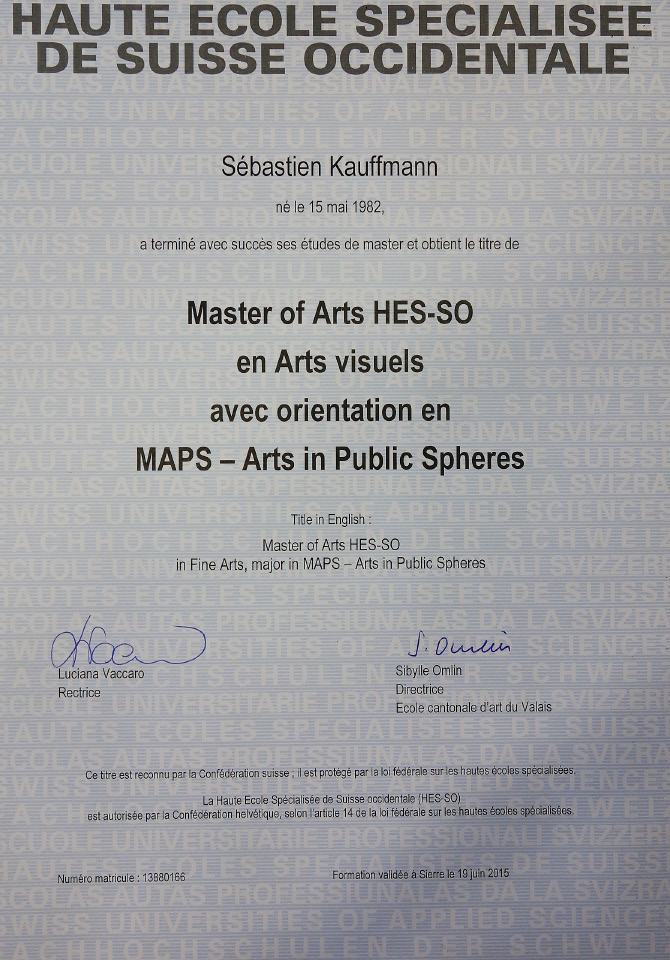 HAUTE ECOLE SPECIALISEE
DE SUISSE OCCIDENTALE
Sébastien Kauffmann
né le 15 mai 1982,
a terminé avec succès ses études de master et obtient le titre de
Master of Arts HES-SO
en Arts visuels
avec orientation en
MAPS – Arts in Public Spheres
Title in English :
Master of Arts HES-SO
in Fine Arts, major in MAPS – Arts in Public Spheres
S. Omlin
Luciana Vaccaro
Rectrice
Sibylle Omlin
Directrice
Ecole cantonale d'art du Valais
Ce titre est reconnu par la Confédération suisse ; il est protégé par la loi fédérale sur les hautes écoles spécialisées.
La Haute Ecole Spécialisée de Suisse occidentale (HES-SO)
est autorisée par la Confédération helvétique, selon l'article 14 de la loi fédérale sur les hautes écoles spécialisées.
Numéro matricule : 13880166
Formation validée à Sierre le 19 juin 2015